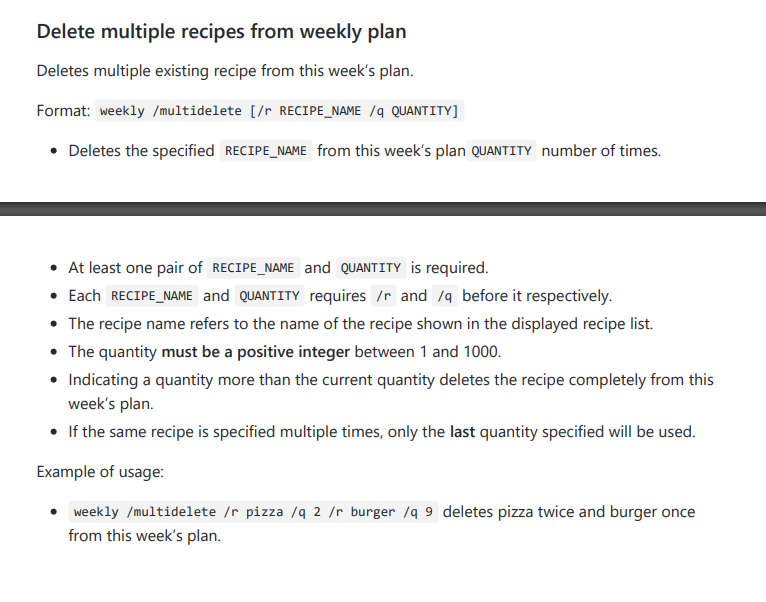 Delete multiple recipes from weekly plan
Deletes multiple existing recipe from this week's plan.
Format: weekly /multidelete [/r RECIPE_NAME /q QUANTITY]
• Deletes the specified RECIPE_NAME from this week's plan QUANTITY number of times.
• At least one pair of RECIPE_NAME and QUANTITY is required.
• Each RECIPE_NAME and QUANTITY requires /r and /q before it respectively.
• The recipe name refers to the name of the recipe shown in the displayed recipe list.
• The quantity must be a positive integer between 1 and 1000.
• Indicating a quantity more than the current quantity deletes the recipe completely from this
week's plan.
• If the same recipe is specified multiple times, only the last quantity specified will be used.
Example of usage:
• weekly /multidelete /r pizza /q 2 /r burger /q 9 deletes pizza twice and burger once
from this week's plan.